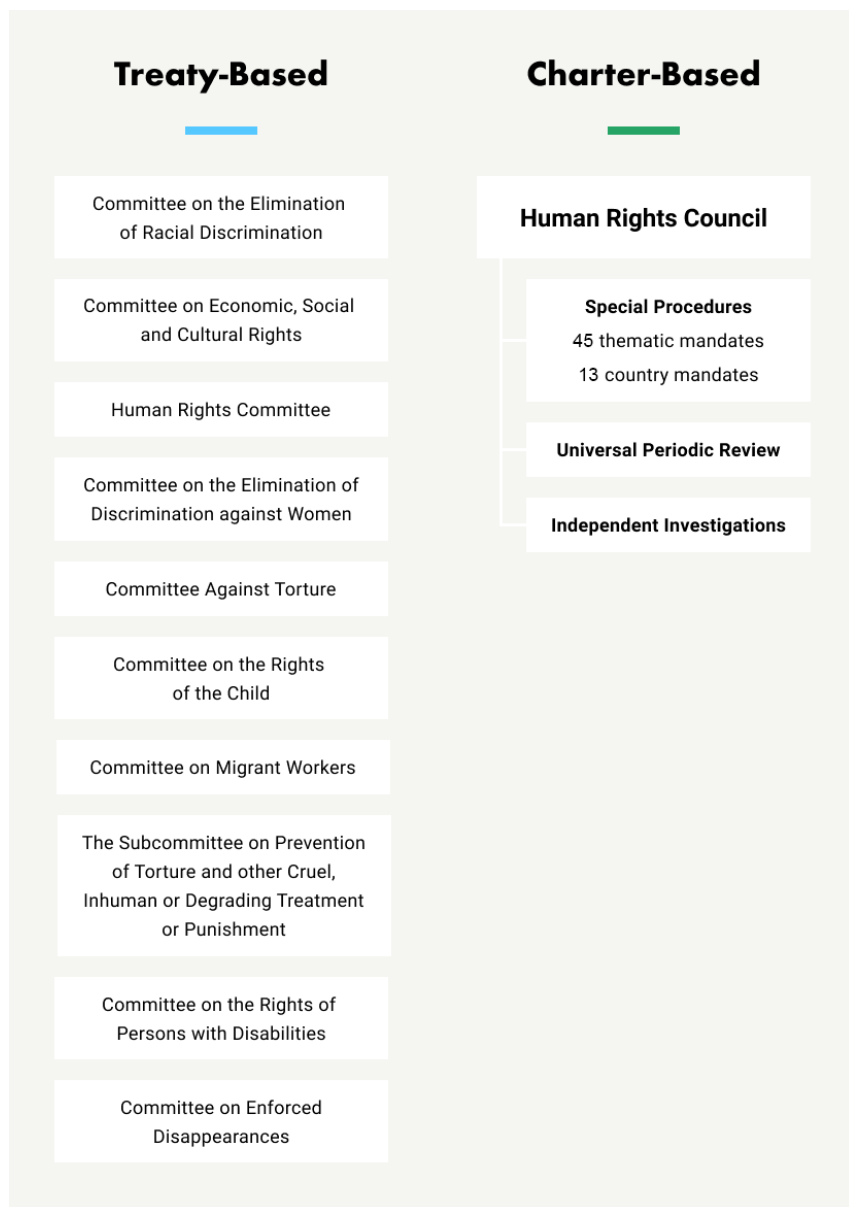 Treaty-Based
Committee on the Elimination
of Racial Discrimination
Committee on Economic, Social
and Cultural Rights
Human Rights Committee
Committee on the Elimination of
Discrimination against Women
Committee Against Torture
Committee on the Rights
of the Child
Committee on Migrant Workers
The Subcommittee on Prevention
of Torture and other Cruel,
Inhuman or Degrading Treatment
or Punishment
Committee on the Rights of
Persons with Disabilities
Committee on Enforced
Disappearances
Charter-Based
Human Rights Council
Special Procedures
45 thematic mandates
13 country mandates
Universal Periodic Review
Independent Investigations